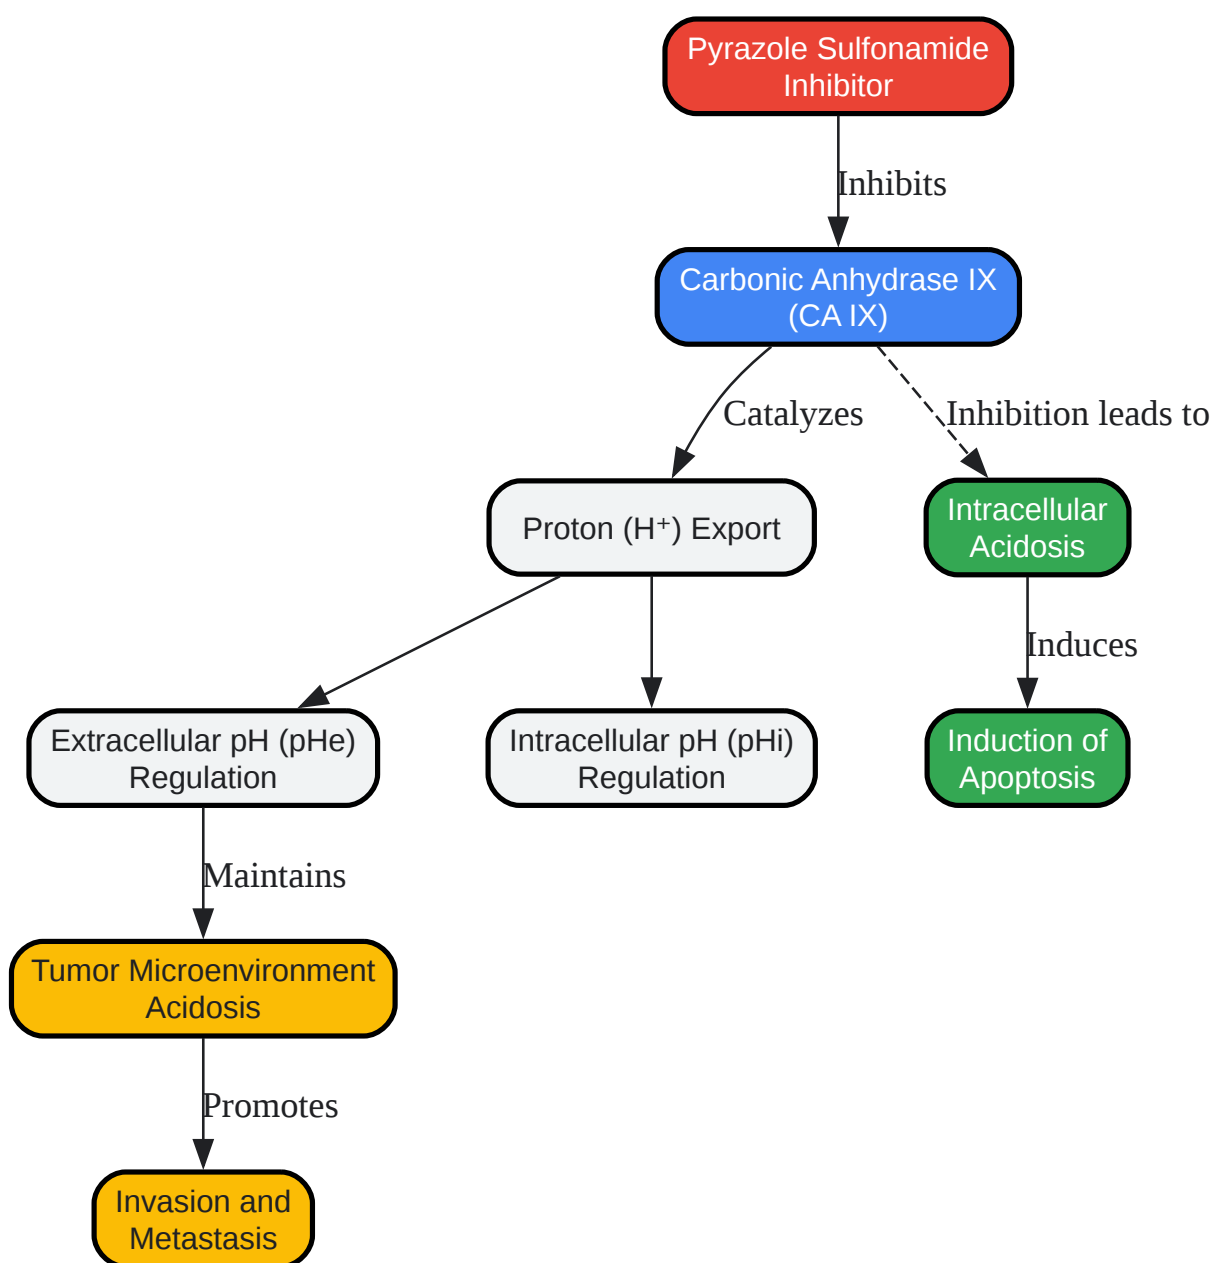 Pyrazole Sulfonamide
Inhibitor
Inhibits
Carbonic Anhydrase IX
(CA IX)
Catalyzes
Inhibition leads to
Proton (H⁺) Export
Intracellular
Acidosis
Induces
Extracellular pH (pHe)
Regulation
Intracellular pH (pHi)
Regulation
Induction of
Apoptosis
Maintains
Tumor Microenvironment
Acidosis
Promotes
Invasion and
Metastasis